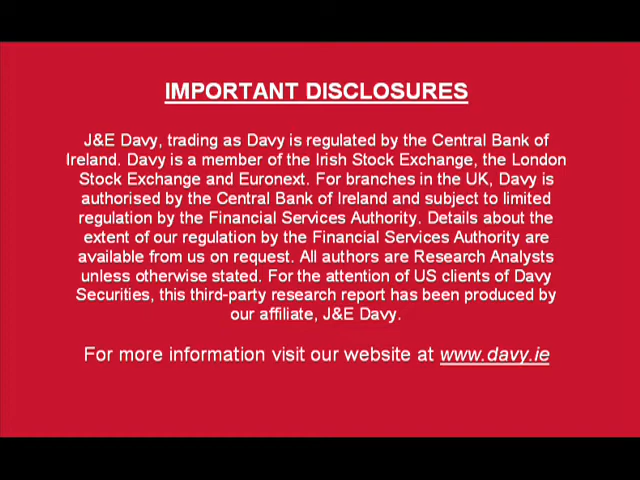 IMPORTANT DISCLOSURES
J&E Davy, trading as Davy is regulated by the Central Bank of
Ireland. Davy is a member of the Irish Stock Exchange, the London
Stock Exchange and Euronext. For branches in the UK, Davy is
authorised by the Central Bank of Ireland and subject to limited
regulation by the Financial Services Authority. Details about the
extent of our regulation by the Financial Services Authority are
available from us on request. All authors are Research Analysts
unless otherwise stated. For the attention of US clients of Davy
Securities, this third-party research report has been produced by
our affiliate, J&E Davy.
For more information visit our website at www.davy.ie